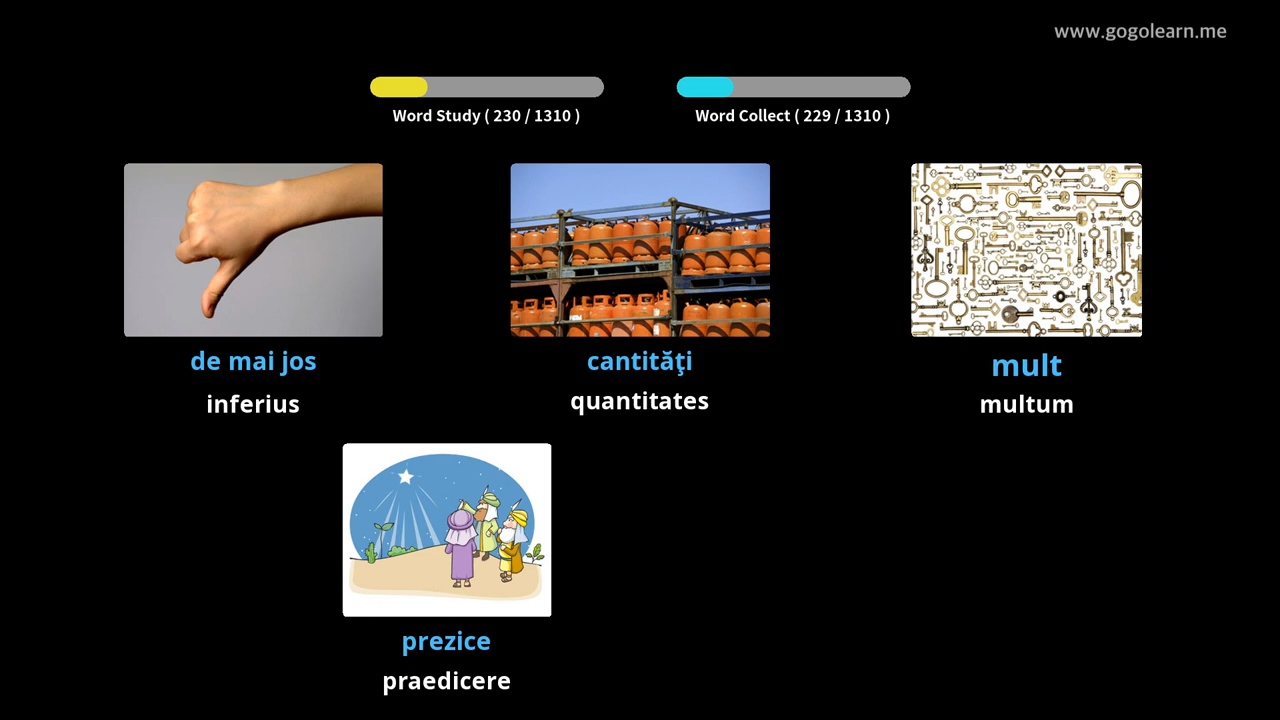 www.gogolearn.me
Word Study ( 230 / 1310 )
Word Collect ( 229 / 1310 )
de mai jos
inferius
cantităţi
quantitates
mult
multum
prezice
praedicere